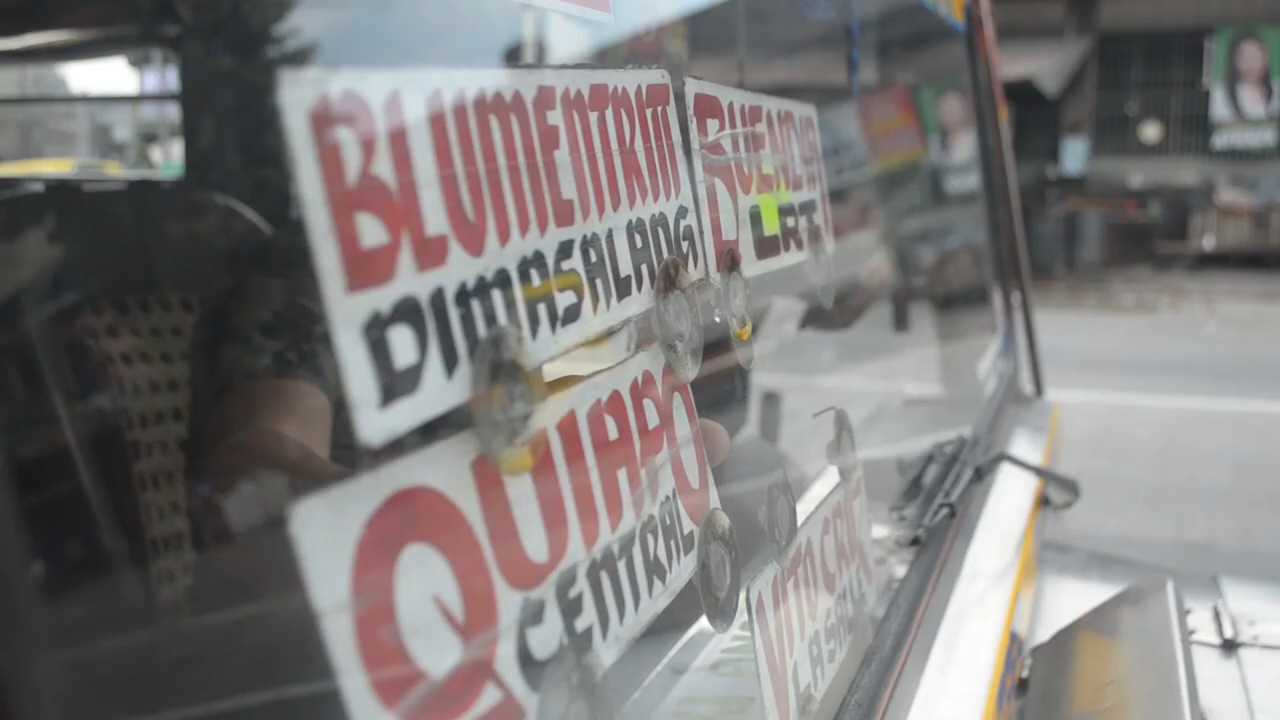 BLUMENTRITT
DIMASALANG
BUENDIA
LRT
QUIAPO
CENTRAL
VITO CRUZ